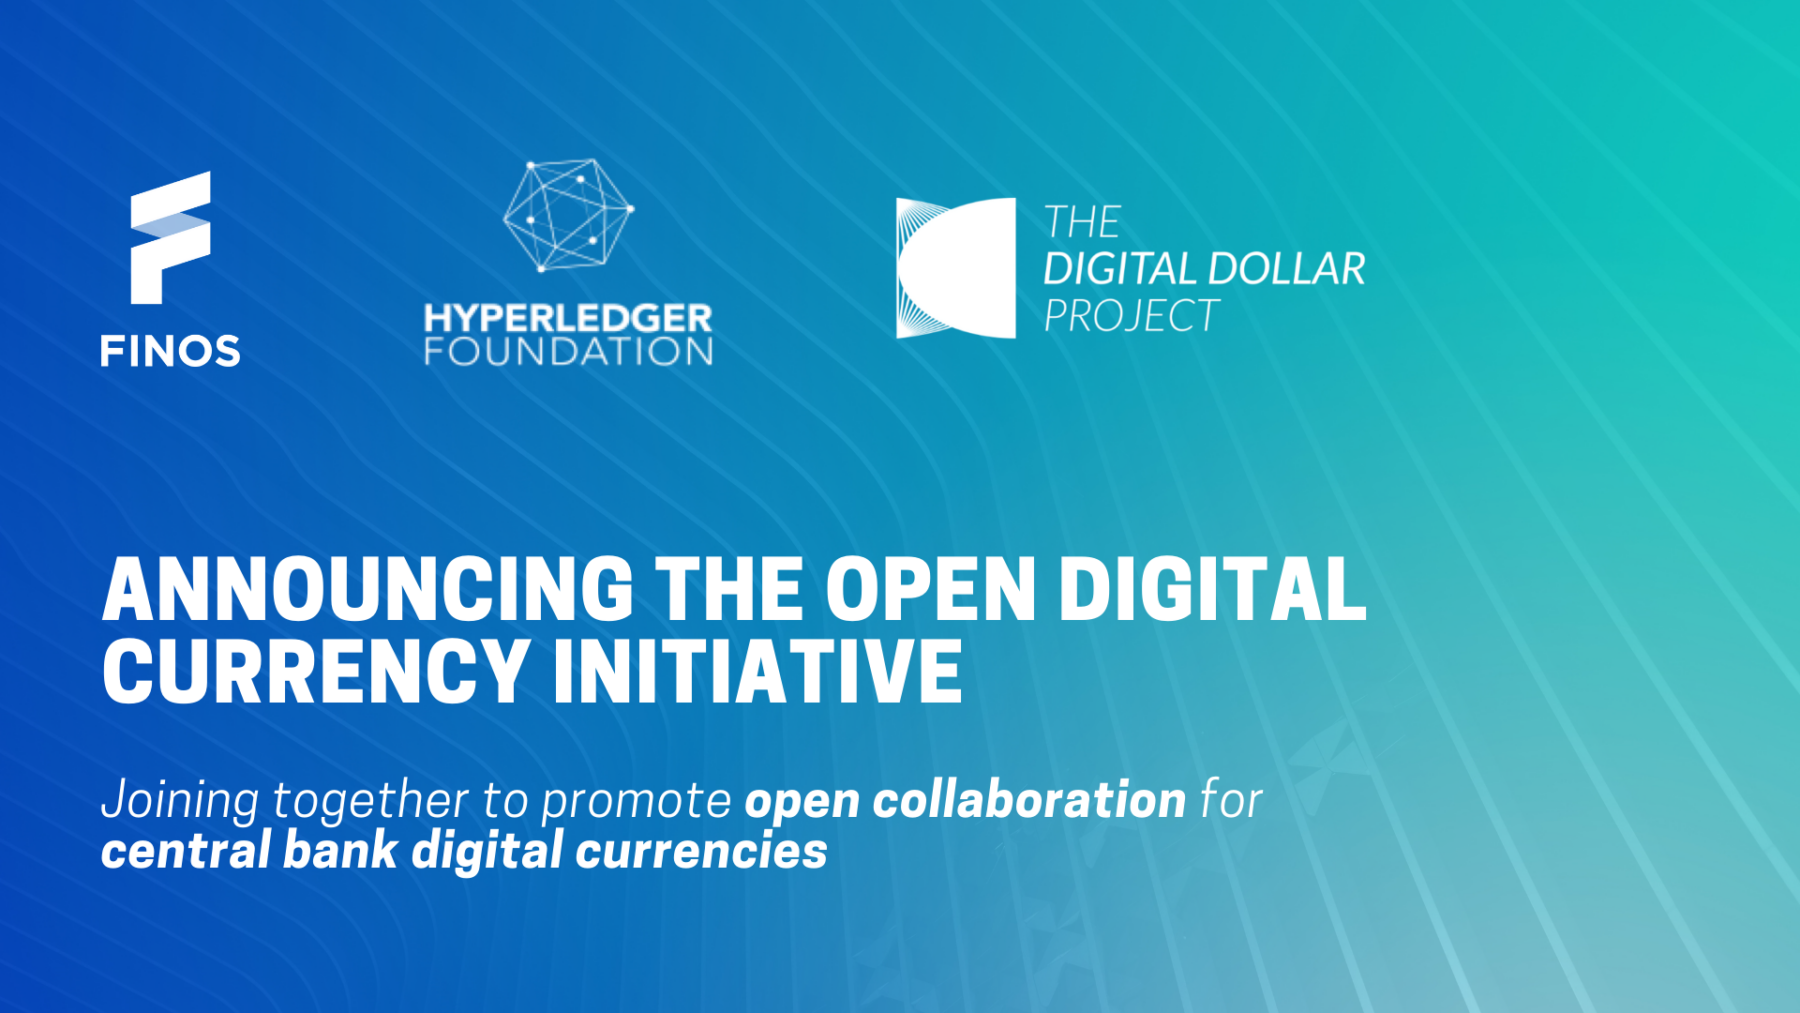 FINOS
HYPERLEDGER
FOUNDATION
THE
DIGITAL DOLLAR
PROJECT
ANNOUNCING THE OPEN DIGITAL
CURRENCY INITIATIVE
Joining together to promote open collaboration for
central bank digital currencies